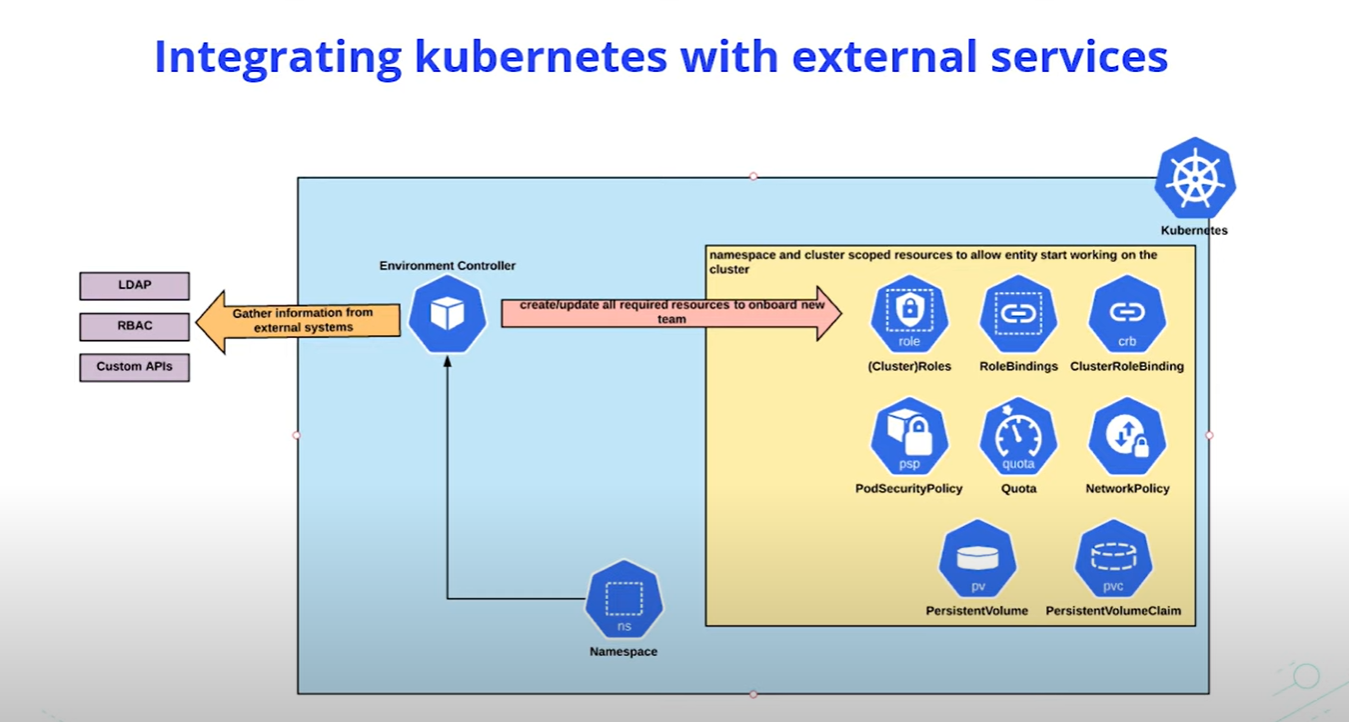 Integrating kubernetes with external services
Kubernetes
namespace and cluster scoped resources to allow entity start working on the
cluster
Environment Controller
LDAP
RBAC
Custom APIs
Gather information from
external systems
create/update all required resources to onboard new
team
role
crb
(Cluster)Roles
RoleBindings
ClusterRoleBinding
psp
quota
PodSecurityPolicy
Quota
NetworkPolicy
pv
pvc
PersistentVolume
PersistentVolumeClaim
ns
Namespace